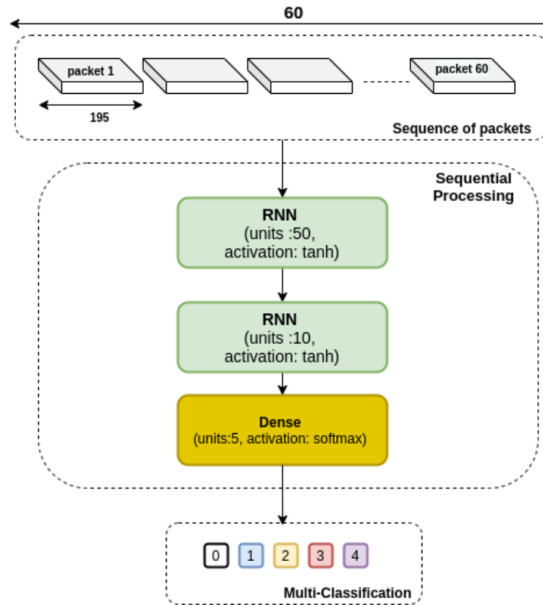 60
packet 1
packet 60
195
Sequence of packets
Sequential
Processing
RNN
(units :50,
activation: tanh)
RNN
(units :10,
activation: tanh)
Dense
(units:5, activation: softmax)
0 1 2 3 4
Multi-Classification